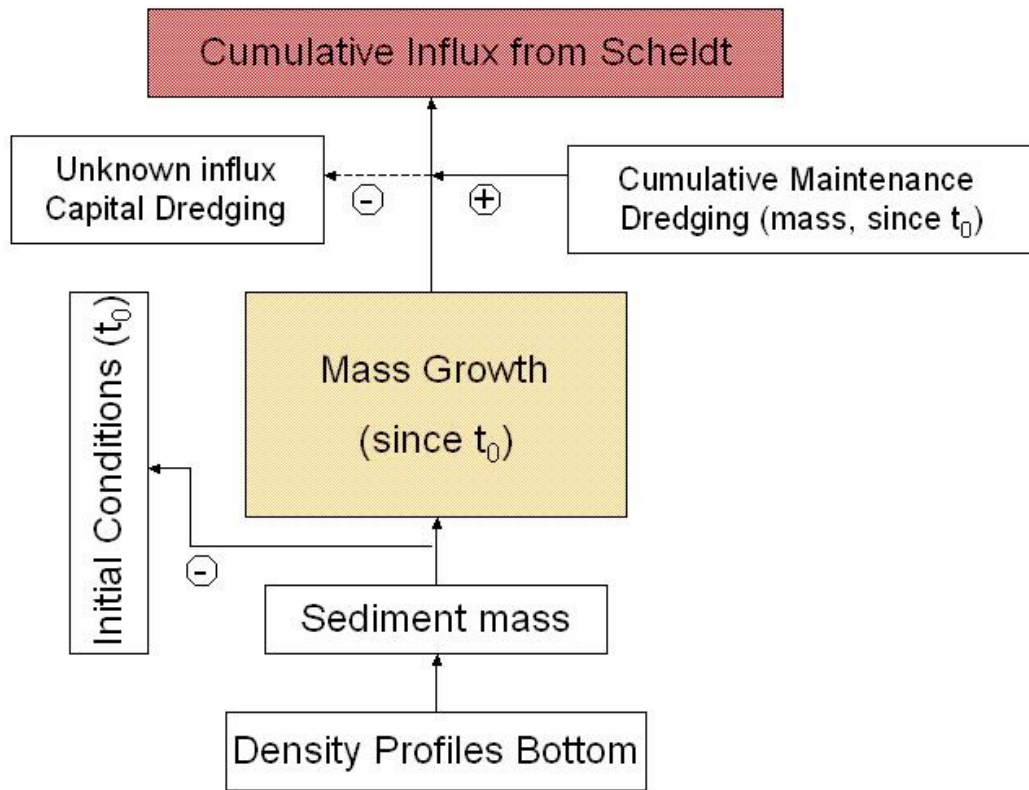 Cumulative Influx from Scheldt
Unknown influx
Capital Dredging
-
+
Cumulative Maintenance
Dredging (mass, since t₀)
Initial Conditions (t₀)
Mass Growth
(since t₀)
-
Sediment mass
Density Profiles Bottom